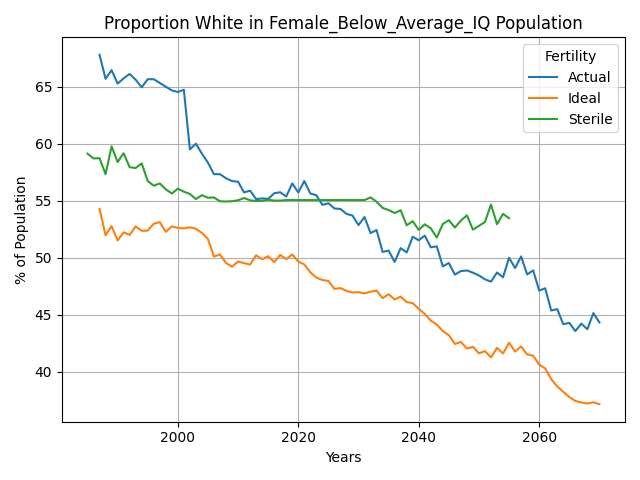 Proportion White in Female_Below_Average_IQ Population
% of Population
65
60
55
50
45
40
Fertility
Actual
Ideal
Sterile
2000
2020
2040
2060
Years